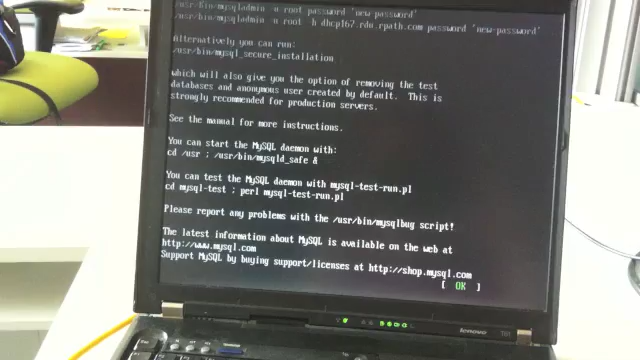 /usr/bin/mysqladmin -u root password 'new-password'
/usr/bin/mysqladmin -u root -h dhcp167.rdu.rpath.com password 'new-password'
Alternatively you can run:
/usr/bin/mysql_secure_installation
which will also give you the option of removing the test
databases and anonymous user created by default.  This is
strongly recommended for production servers.
See the manual for more instructions.
You can start the MySQL daemon with:
cd /usr ; /usr/bin/mysqld_safe &
You can test the MySQL daemon with mysql-test-run.pl
cd mysql-test ; perl mysql-test-run.pl
Please report any problems with the /usr/bin/mysqlbug script!
The latest information about MySQL is available on the web at
http://www.mysql.com
Support MySQL by buying support/licenses at http://shop.mysql.com
[  OK  ]
lenovo T61